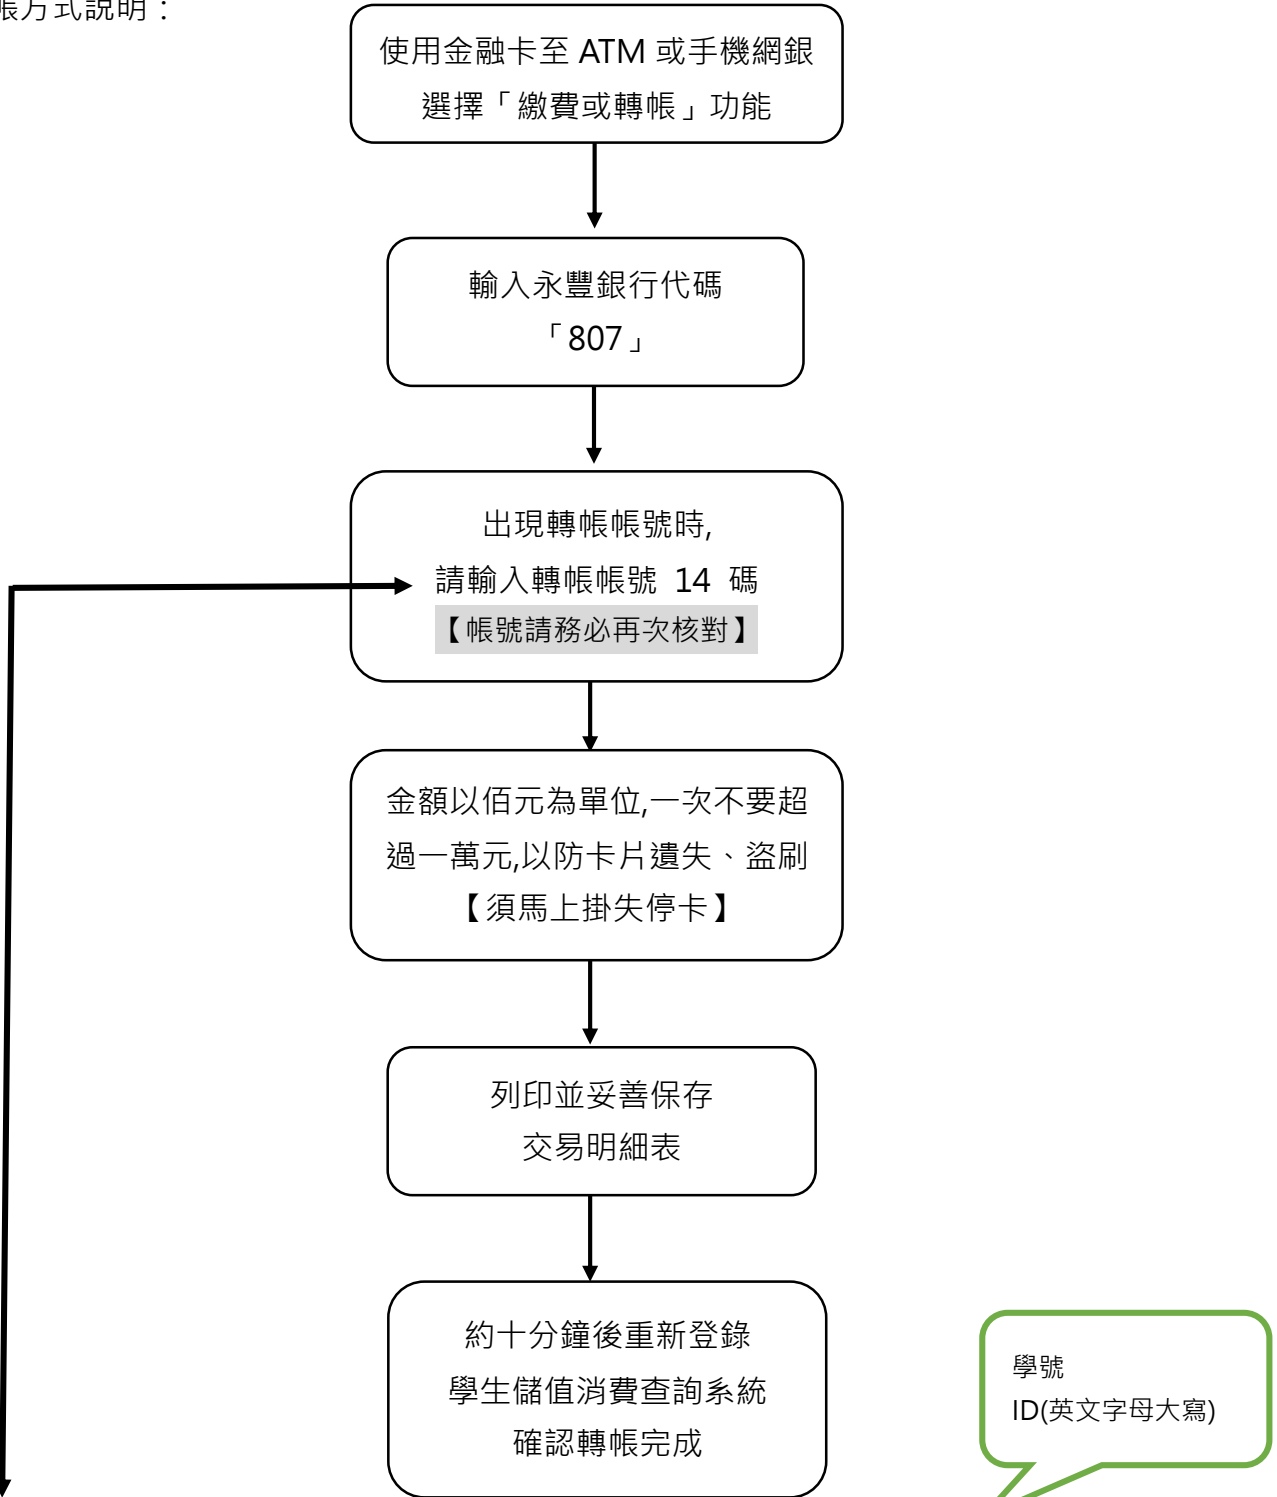 帳方式說明：
使用金融卡至 ATM 或手機網銀
選擇「繳費或轉帳」功能
輸入永豐銀行代碼
「807」
出現轉帳帳號時,
請輸入轉帳帳號 14 碼
【帳號請務必再次核對】
金額以佰元為單位,一次不要超
過一萬元,以防卡片遺失、盜刷
【須馬上掛失停卡】
列印並妥善保存
交易明細表
約十分鐘後重新登錄
學生儲值消費查詢系統
確認轉帳完成
學號
ID(英文字母大寫)